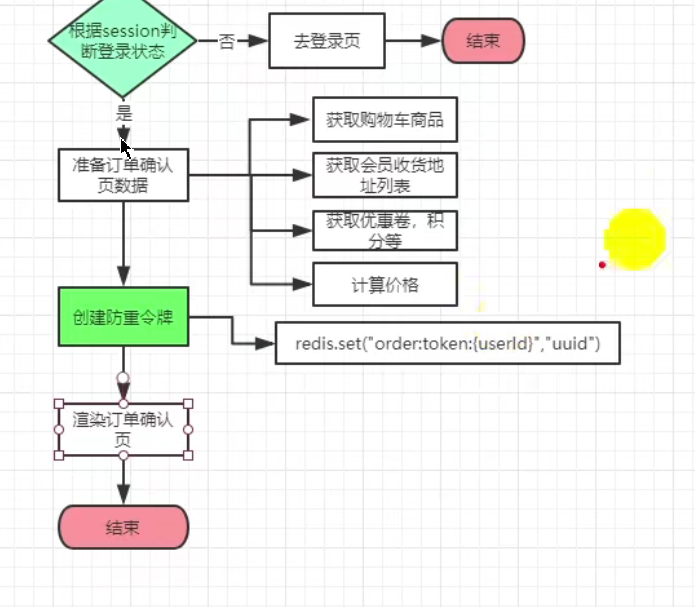 根据session判
断登录状态
否
去登录页
结束
是
准备订单确认
页数据
获取购物车商品
获取会员收货地
址列表
获取优惠卷，积
分等
计算价格
创建防重令牌
redis.set("order:token:{userId}","uuid")
渲染订单确认
页
结束